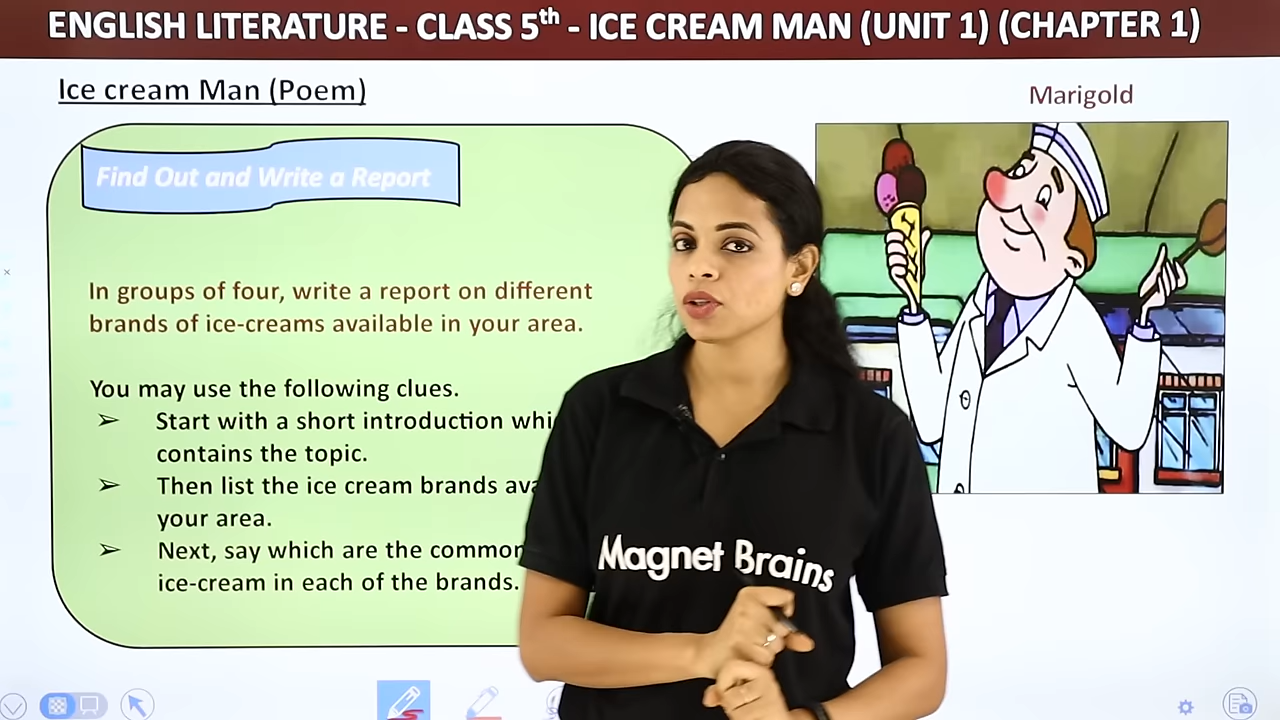 ENGLISH LITERATURE - CLASS 5th - ICE CREAM MAN (UNIT 1) (CHAPTER 1)
Ice cream Man (Poem)
Marigold
Find Out and Write a Report
In groups of four, write a report on different
brands of ice-creams available in your area.
You may use the following clues.
➢ Start with a short introduction
contains the topic.
➢ Then list the ice cream brands
your area.
➢ Next, say which are the common
ice-cream in each of the brands.
Magnet Brains